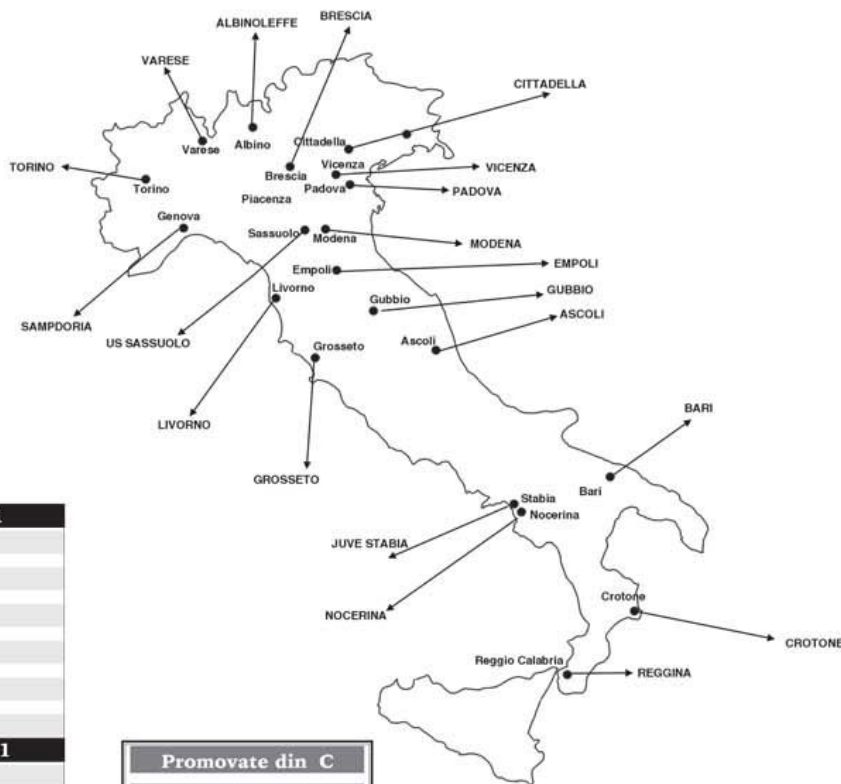 ALBINOLEFFE
BRESCIA
VARESE
CITTADELLA
Varese
Albino
Cittadella
TORINO
Torino
Brescia
Vicenza
VICENZA
Padova
PADOVA
Piacenza
Genova
Sassuolo
Modena
MODENA
Empoli
EMPOLI
Livorno
Gubbio
GUBBIO
SAMPDORIA
US SASSUOLO
Grosseto
Ascoli
ASCOLI
LIVORNO
BARI
GROSSETO
Bari
Stabia
Nocerina
JUVE STABIA
NOCERINA
Crotone
CROTONE
Reggio Calabria
REGGINA
1
Promovate din C